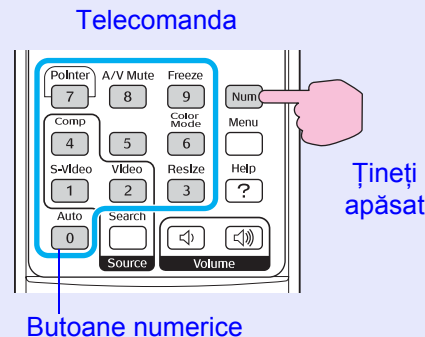 Telecomanda
Pointer A/V Mute Freeze
7 8 9 Num
Comp Color Mode Menu
4 5 6
S-Video Video Resize Help
1 2 3 ?
Auto Search
0
Source Volume
Țineți
apăsat
Butoane numerice